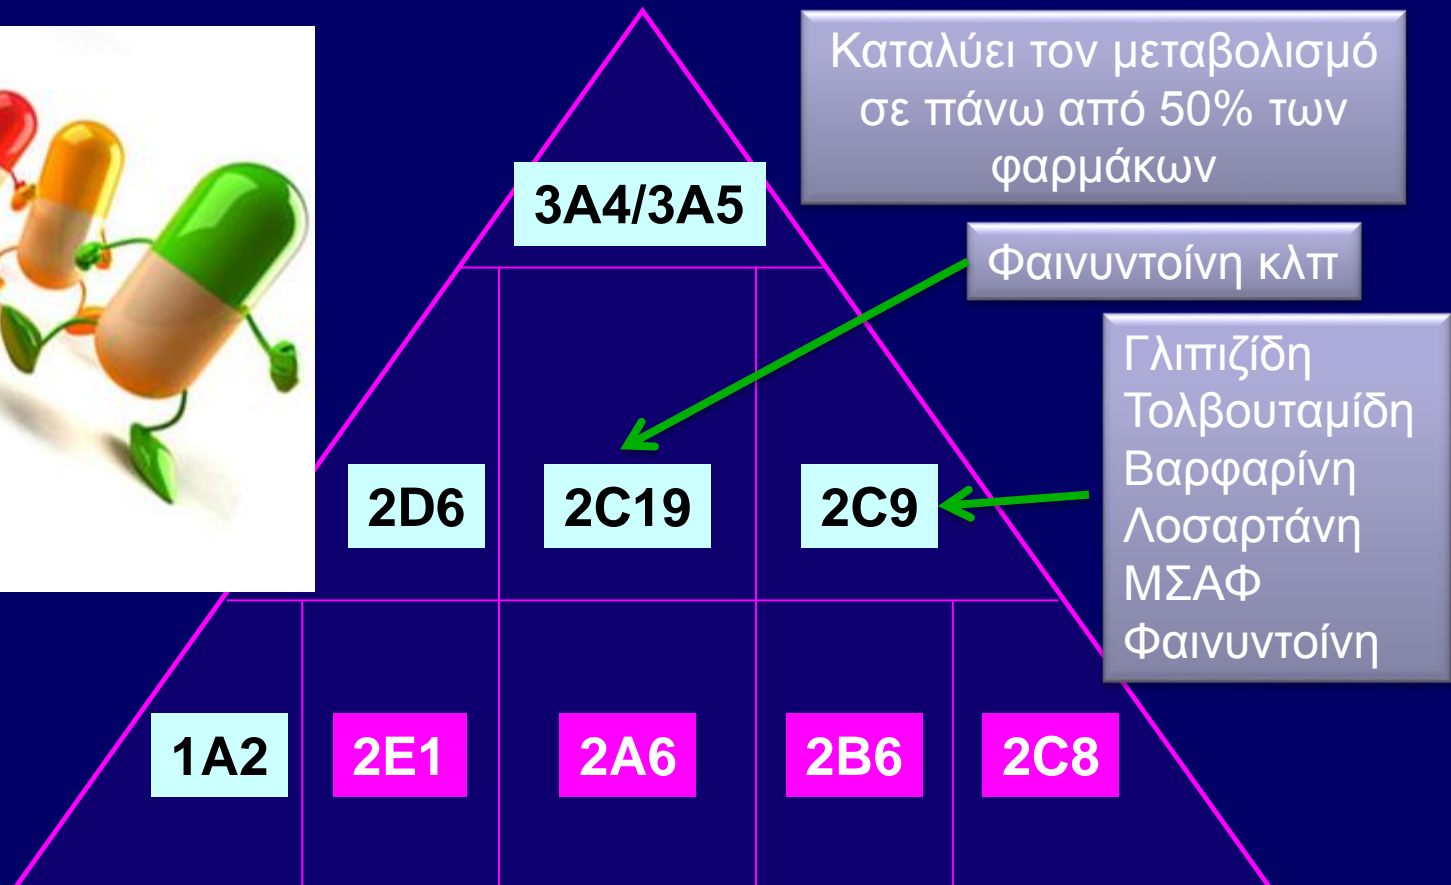 Καταλύει τον μεταβολισμό
σε πάνω από 50% των
φαρμάκων
3A4/3A5
Φαινυντοίνη κλπ
Γλιπιζίδη
Τολβουταμίδη
Βαρφαρίνη
Λοσαρτάνη
ΜΣΑΦ
Φαινυντοίνη
2D6
2C19
2C9
1A2
2E1
2A6
2B6
2C8